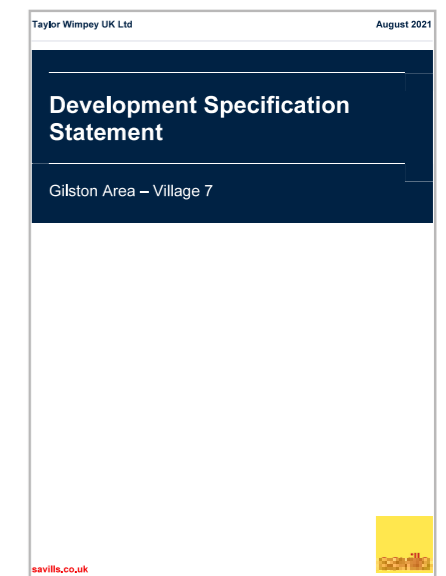 Taylor Wimpey UK Ltd August 2021
Development Specification
Statement
Gilston Area – Village 7
savills
savills.co.uk